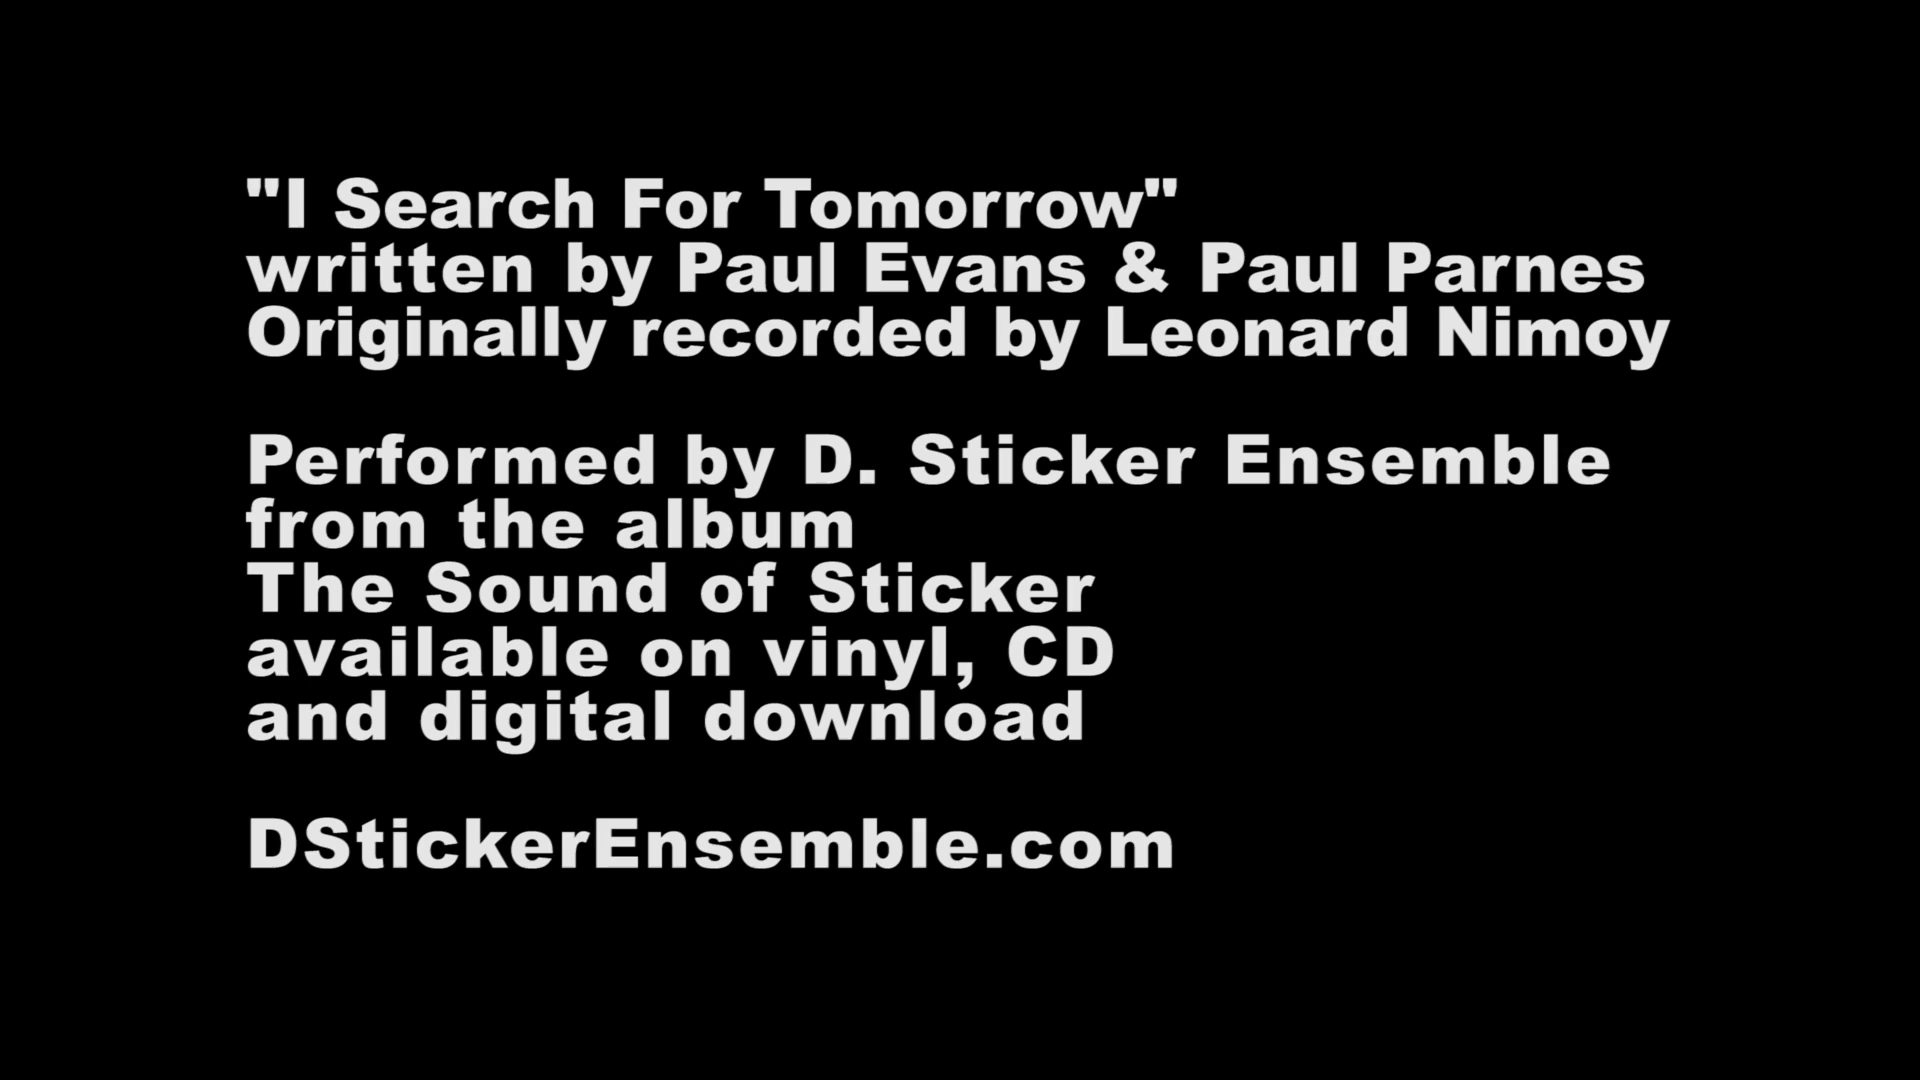 "I Search For Tomorrow"
written by Paul Evans & Paul Parnes
Originally recorded by Leonard Nimoy
Performed by D. Sticker Ensemble
from the album
The Sound of Sticker
available on vinyl, CD
and digital download
DStickerEnsemble.com